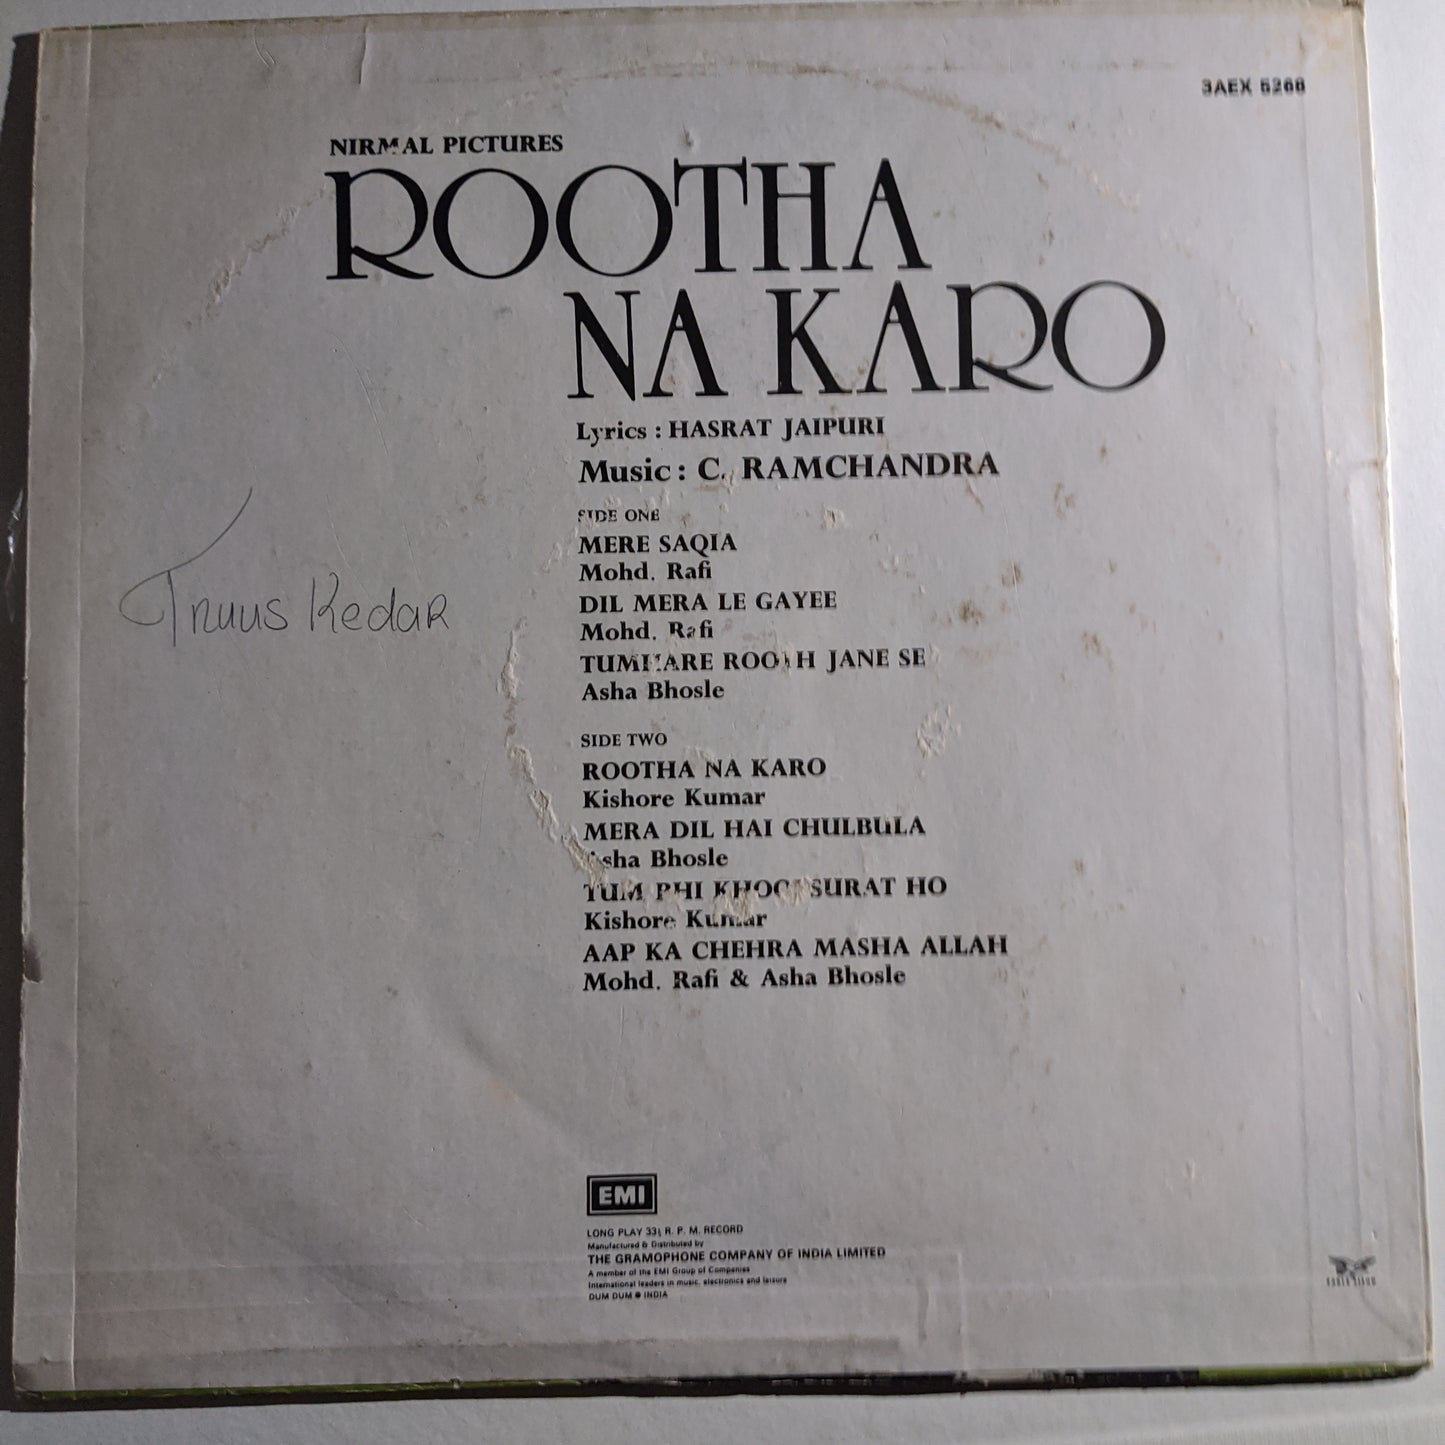 3AEX 5266
NIRMAL PICTURES
ROOTHA
NA KARO
Lyrics : HASRAT JAIPURI
Music : C. RAMCHANDRA
SIDE ONE
MERE SAQIA
Mohd. Rafi
DIL MERA LE GAYEE
Mohd. Rafi
TUMHARE ROOTH JANE SE
Asha Bhosle
SIDE TWO
ROOTHA NA KARO
Kishore Kumar
MERA DIL HAI CHULBULA
Asha Bhosle
TUM BHI KHOOBSURAT HO
Kishore Kumar
AAP KA CHEHRA MASHA ALLAH
Mohd. Rafi & Asha Bhosle
Kedar
EMI
LONG PLAY 33⅓ R. P. M. RECORD
Manufactured & Distributed by
THE GRAMOPHONE COMPANY OF INDIA LIMITED
A member of the EMI Group of Companies
International leaders in music, electronics and leisure
DUM DUM ● INDIA